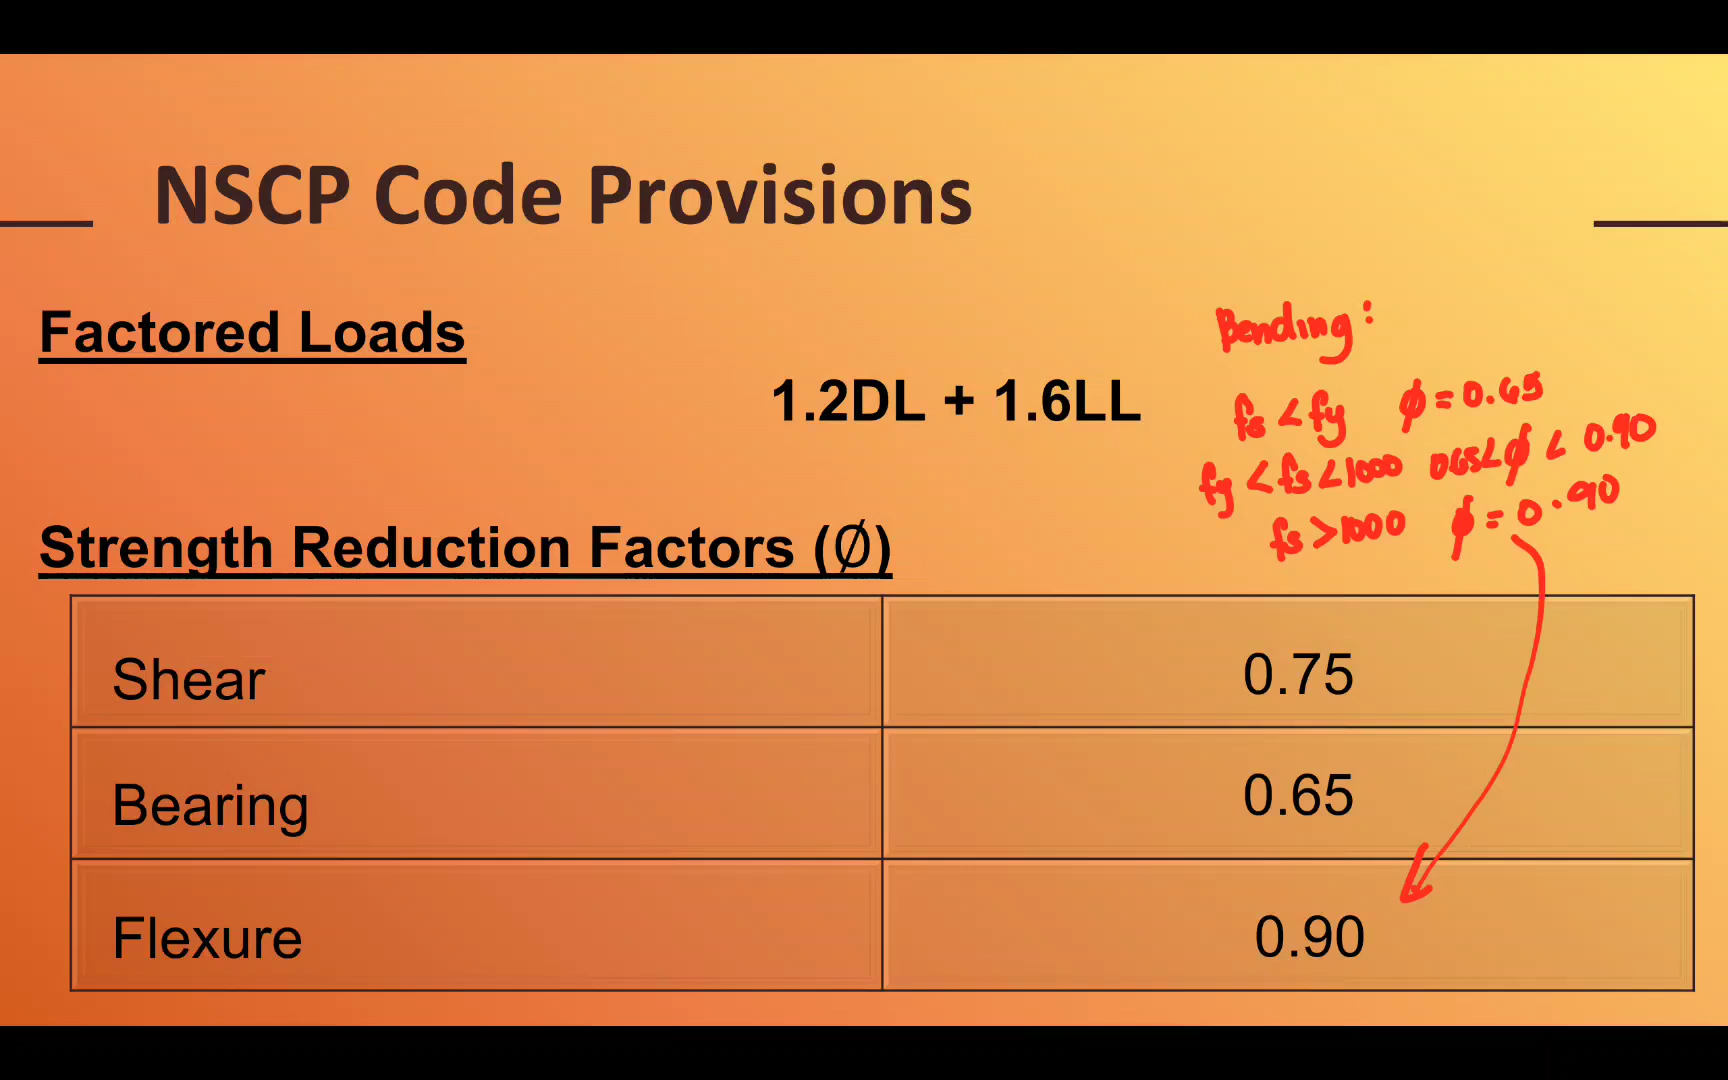 NSCP Code Provisions
Factored Loads
1.2DL + 1.6LL
Bending:
fs < fy ϕ = 0.65
fy < fs < 1000 0.65 < ϕ < 0.90
fs > 1000 ϕ = 0.90
Strength Reduction Factors (∅)
Shear 0.75
Bearing 0.65
Flexure 0.90